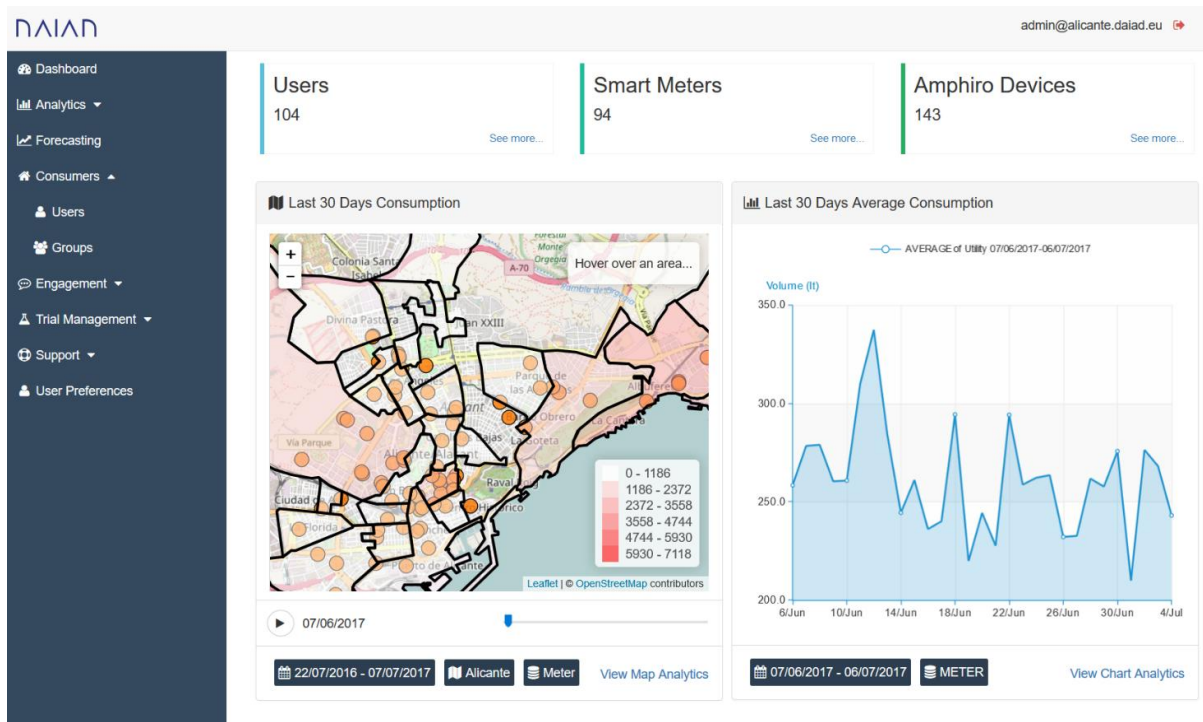 DAIAD
admin@alicante.daiad.eu
Dashboard
Analytics
Forecasting
Consumers
Users
Groups
Engagement
Trial Management
Support
User Preferences
Users
104
See more...
Smart Meters
94
See more...
Amphiro Devices
143
See more...
Last 30 Days Consumption
+
−
Hover over an area...
Colonia Santa
Isabel
Monte
Orgegia
A-70
Divina Pastora
Juan XXIII
Parque de
las
Vía Parque
Obrero
La Goteta
Raval
Ciudad de
Florida
0 - 1186
1186 - 2372
2372 - 3558
3558 - 4744
4744 - 5930
5930 - 7118
Leaflet | © OpenStreetMap contributors
07/06/2017
22/07/2016 - 07/07/2017
Alicante
Meter
View Map Analytics
Last 30 Days Average Consumption
AVERAGE of Utility 07/06/2017-06/07/2017
Volume (lt)
350.0
300.0
250.0
200.0
6/Jun 10/Jun 14/Jun 18/Jun 22/Jun 26/Jun 30/Jun 4/Jul
07/06/2017 - 06/07/2017
METER
View Chart Analytics